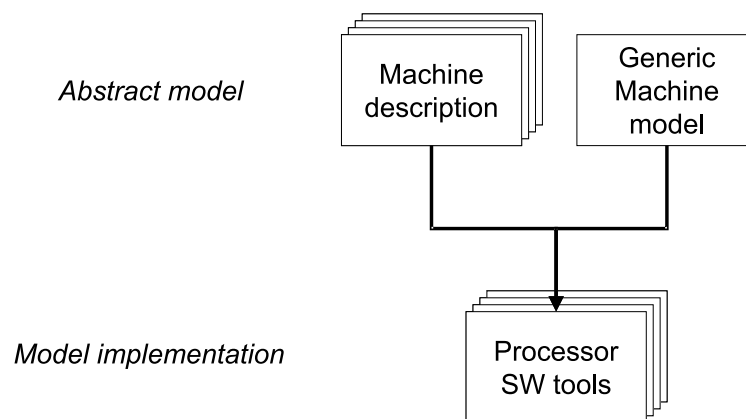 Abstract model
Machine
description
Generic
Machine
model
Model implementation
Processor
SW tools